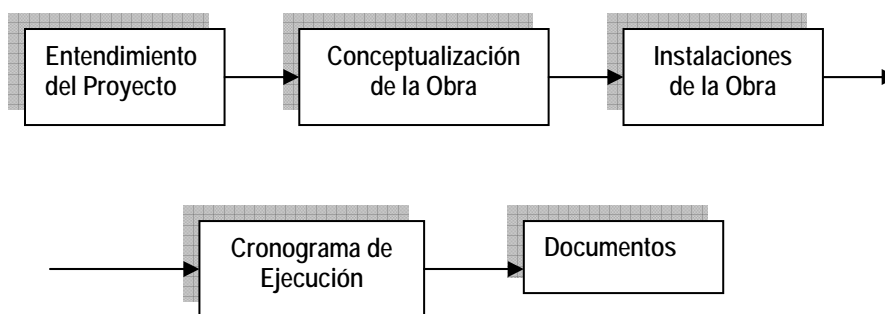 Entendimiento
del Proyecto
Conceptualización
de la Obra
Instalaciones
de la Obra
Cronograma de
Ejecución
Documentos